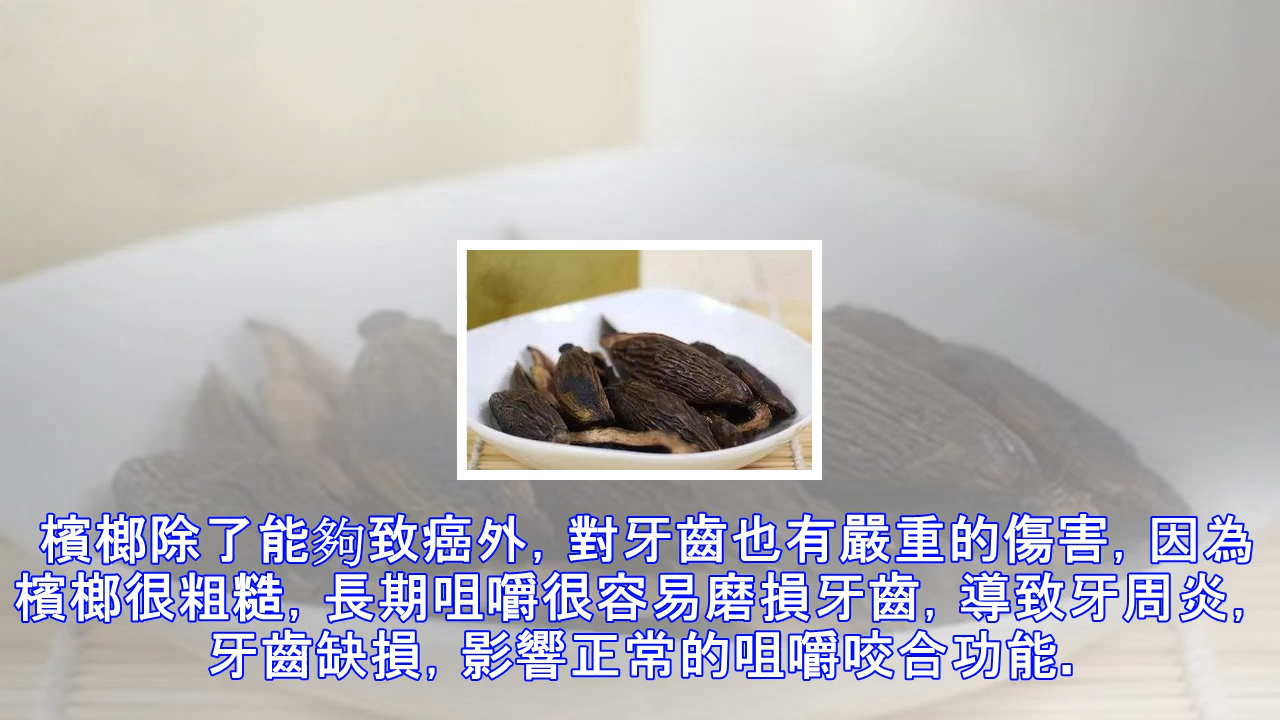 檳榔除了能夠致癌外, 對牙齒也有嚴重的傷害, 因為
檳榔很粗糙, 長期咀嚼很容易磨損牙齒, 導致牙周炎,
牙齒缺損, 影響正常的咀嚼咬合功能.